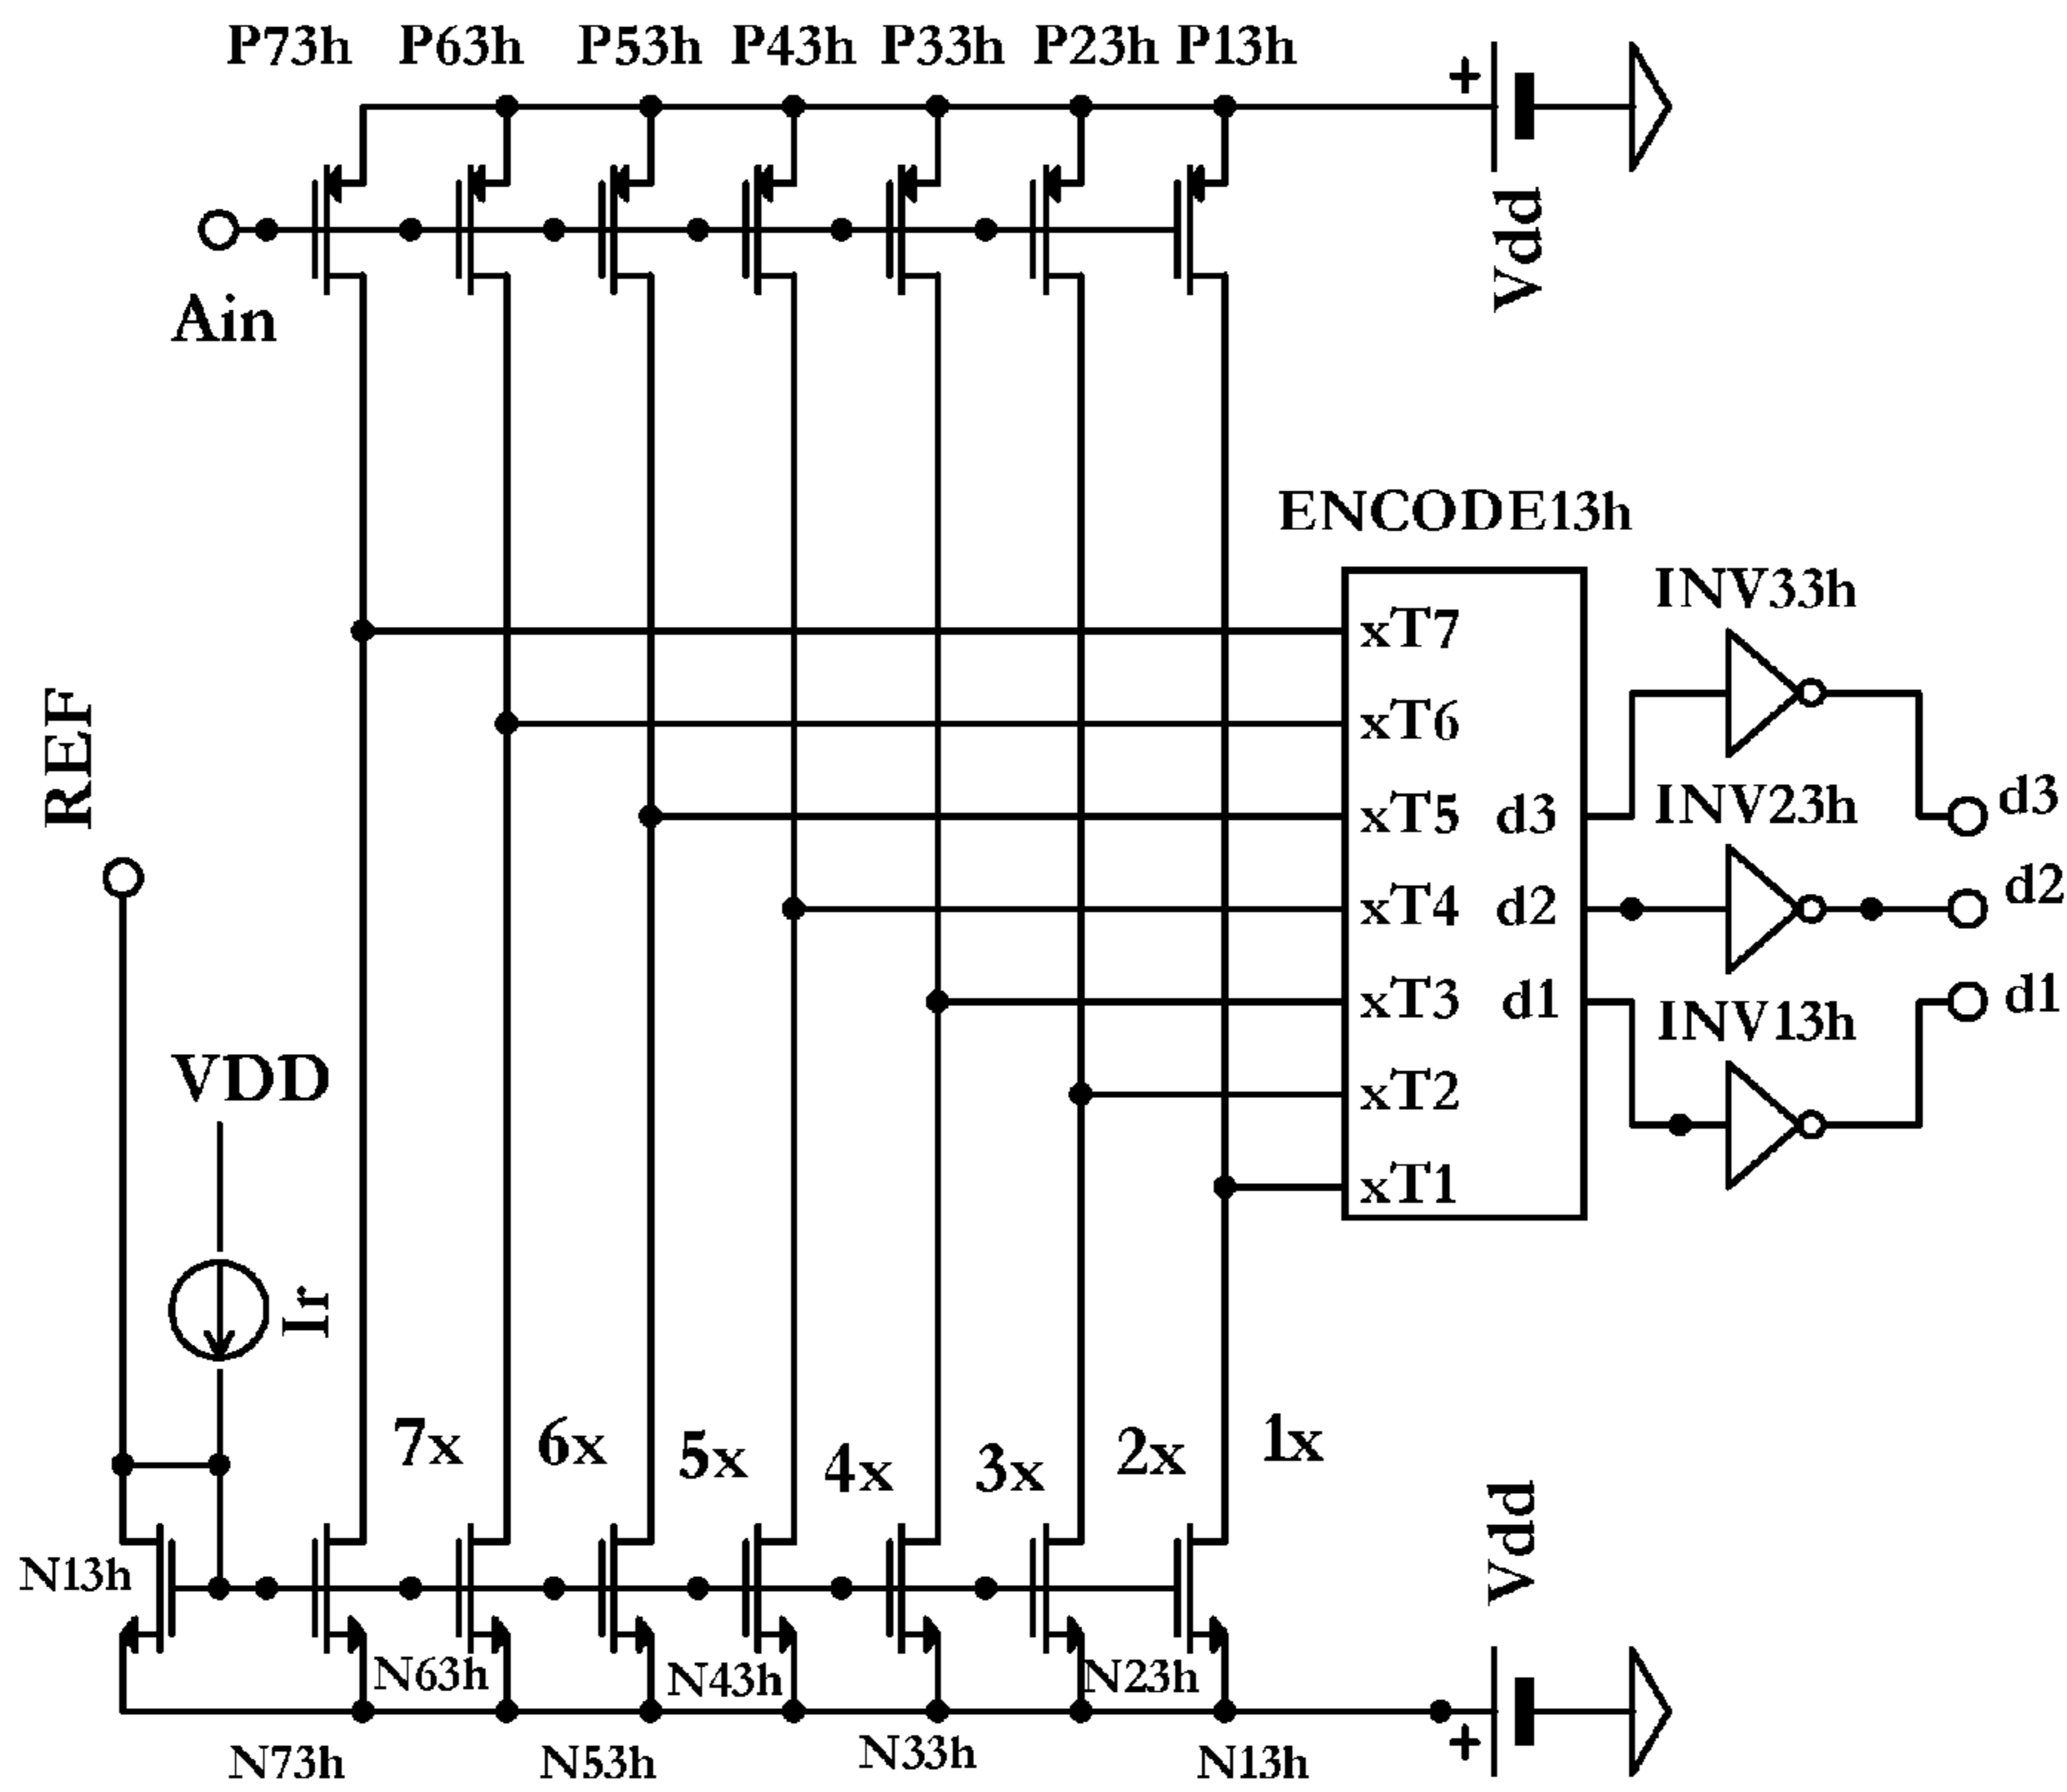 P73h P63h P53h P43h P33h P23h P13h
+
Vdd
Ain
ENCODE13h
INV33h
xT7
xT6
REF
INV23h
xT5 d3
d3
xT4 d2
d2
xT3 d1
d1
INV13h
VDD
xT2
xT1
Ir
7x 6x 5x 4x 3x 2x 1x
Vdd
N13h
N63h N43h N23h
+
N73h N53h N33h N13h